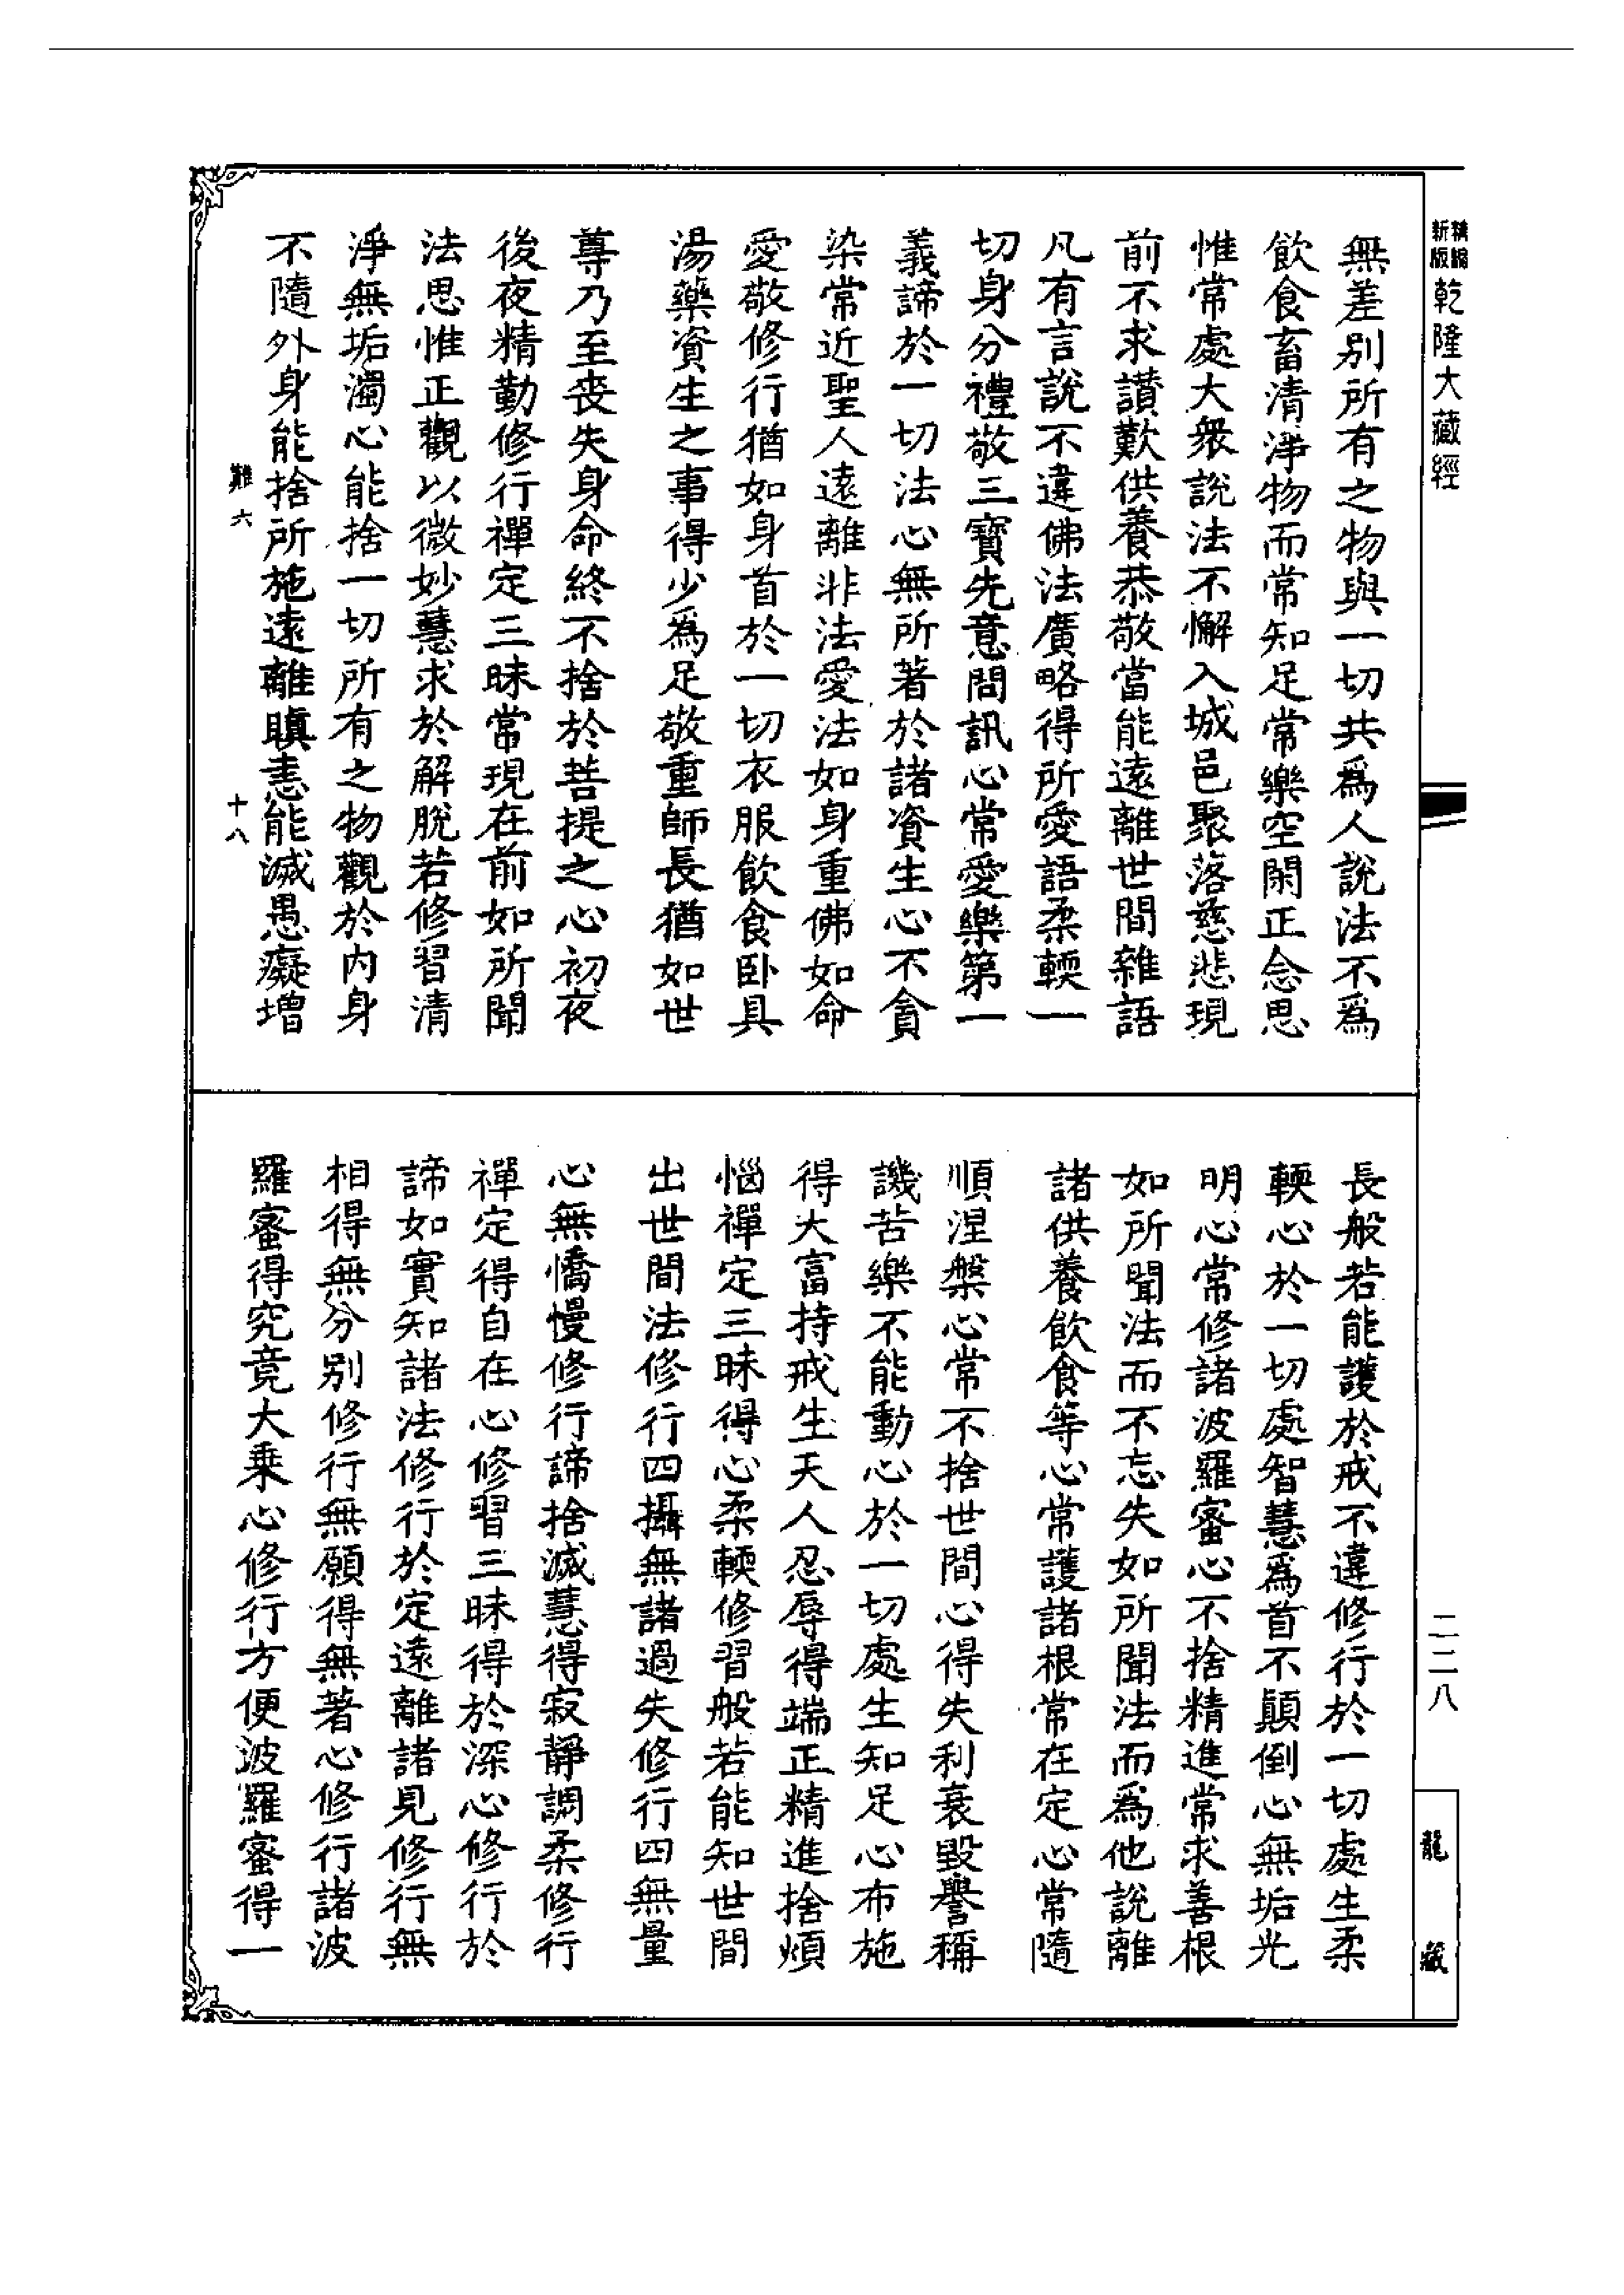 精縮
新版
乾隆大藏經
無差別所有之物與一切共爲人說法不爲
飲食畜清淨物而常知足常樂空閑正念思
惟常處大衆說法不懈入城邑聚落慈悲現
前不求讃歎供養恭敬當能遠離世間雜語
凡有言說不違佛法廣略得所愛語柔輭一
切身分禮敬三寶先意問訊心常愛樂第一
義諦於一切法心無所著於諸資生心不貪
染常近聖人遠離非法愛法如身重佛如命
愛敬修行猶如身首於一切衣服飲食臥具
湯藥資生之事得少爲足敬重師長猶如世
尊乃至喪失身命終不捨於菩提之心初夜
後夜精勤修行禪定三昧當現在前如所聞
法思惟正觀以微妙慧求於解脫若修習清
淨無垢濁心能捨一切所有之物觀於內身
不隨外身能捨所施遠離瞋恚能滅愚癡增
難六
十八
長般若能護於戒不違修行於一切處生柔
輭心於一切處智慧爲首不顛倒心無垢光
明心常修諸波羅蜜心不捨精進常求善根
如所聞法而不忘失如所聞法而爲他說離
諸供養飲食等心常護諸根常在定心常隨
順涅槃心常不捨世間心得失利衰毀譽稱
譏苦樂不能動心於一切處生知足心布施
得大富持戒生天人忍辱得端正精進捨煩
惱禪定三昧得心柔輭修習般若能知世間
出世間法修行四攝無諸過失修行四無量
心無憍慢修行諦捨滅慧得寂靜調柔修行
禪定得自在心修習三昧得於深心修行於
諦如實知諸法修行於定遠離諸見修行無
相得無分別修行無願得無著心修行諸波
羅蜜得究竟大乗心修行方便波羅蜜得一
二二八
龍藏